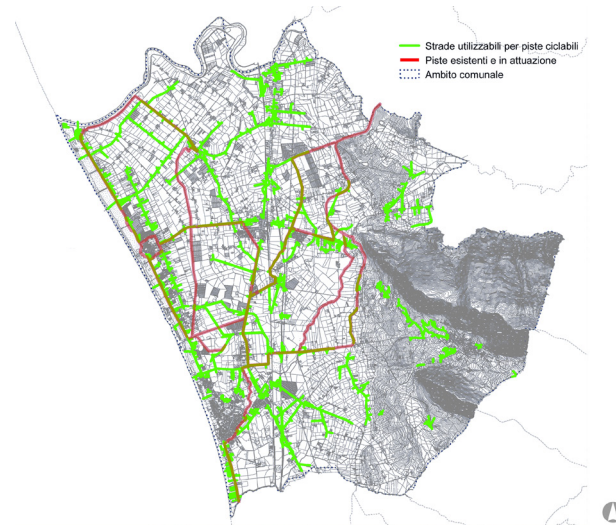 Strade utilizzabili per piste ciclabili
Piste esistenti e in attuazione
Ambito comunale